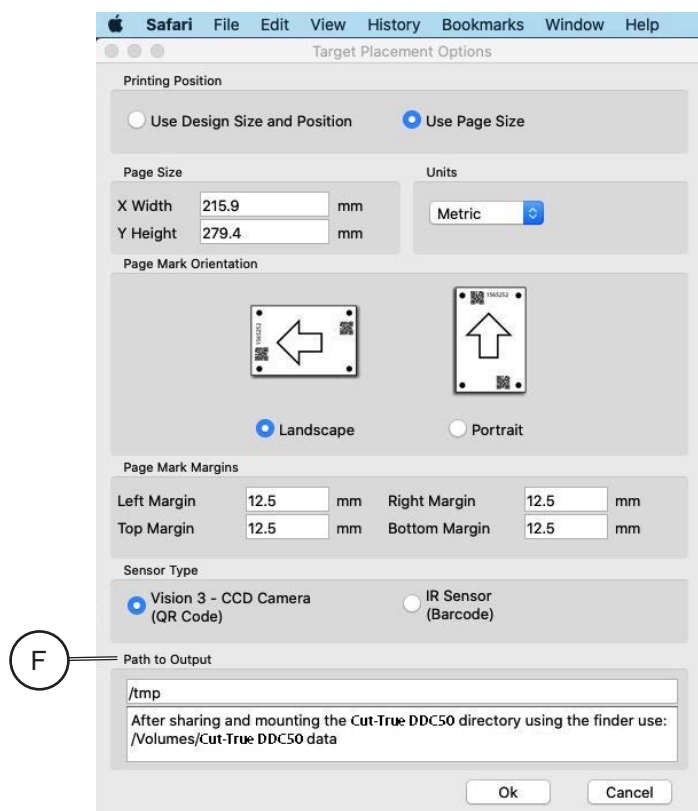 Safari File Edit View History Bookmarks Window Help
Target Placement Options
Printing Position
Use Design Size and Position Use Page Size
Page Size Units
X Width 215.9 mm Metric
Y Height 279.4 mm
Page Mark Orientation
1565252 1565252
Landscape Portrait
Page Mark Margins
Left Margin 12.5 mm Right Margin 12.5 mm
Top Margin 12.5 mm Bottom Margin 12.5 mm
Sensor Type
Vision 3 - CCD Camera IR Sensor
(QR Code) (Barcode)
F Path to Output
/tmp
After sharing and mounting the Cut-True DDC50 directory using the finder use:
/Volumes/Cut-True DDC50 data
Ok Cancel